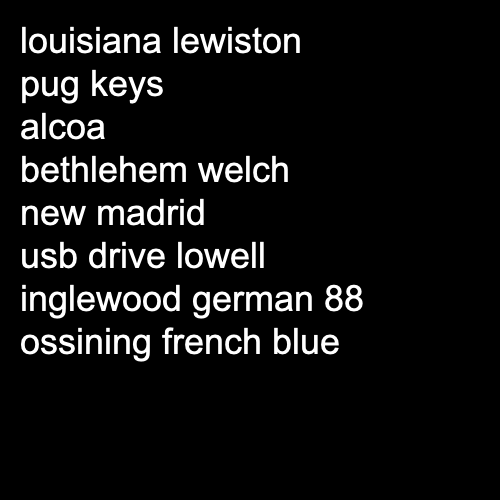 louisiana lewiston
pug keys
alcoa
bethlehem welch
new madrid
usb drive lowell
inglewood german 88
ossining french blue